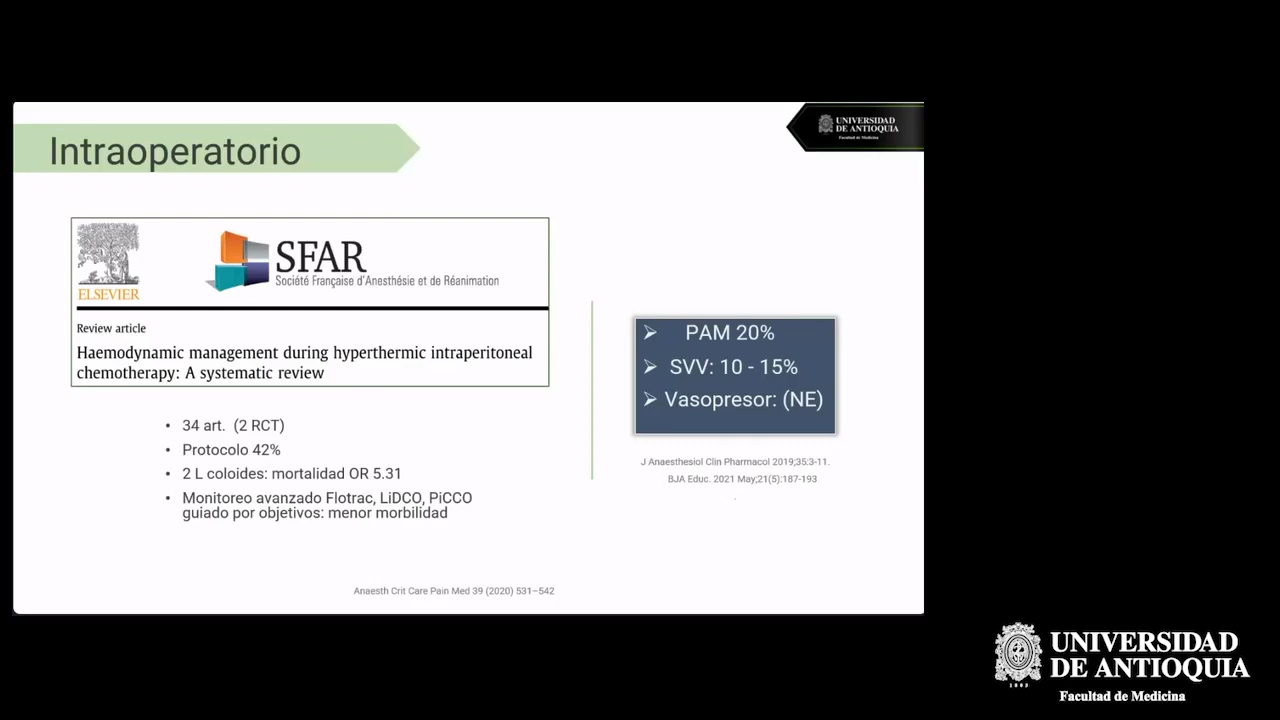 Intraoperatorio
UNIVERSIDAD
DE ANTIOQUIA
Facultad de Medicina
ELSEVIER
SFAR
Société Française d'Anesthésie et de Réanimation
Review article
Haemodynamic management during hyperthermic intraperitoneal
chemotherapy: A systematic review
• 34 art. (2 RCT)
• Protocolo 42%
• 2 L coloides: mortalidad OR 5.31
• Monitoreo avanzado Flotrac, LiDCO, PiCCO
guiado por objetivos: menor morbilidad
➢ PAM 20%
➢ SVV: 10 - 15%
➢ Vasopresor: (NE)
J Anaesthesiol Clin Pharmacol 2019;35:3-11.
BJA Educ. 2021 May;21(5):187-193
.
Anaesth Crit Care Pain Med 39 (2020) 531–542
UNIVERSIDAD
DE ANTIOQUIA
1803
Facultad de Medicina